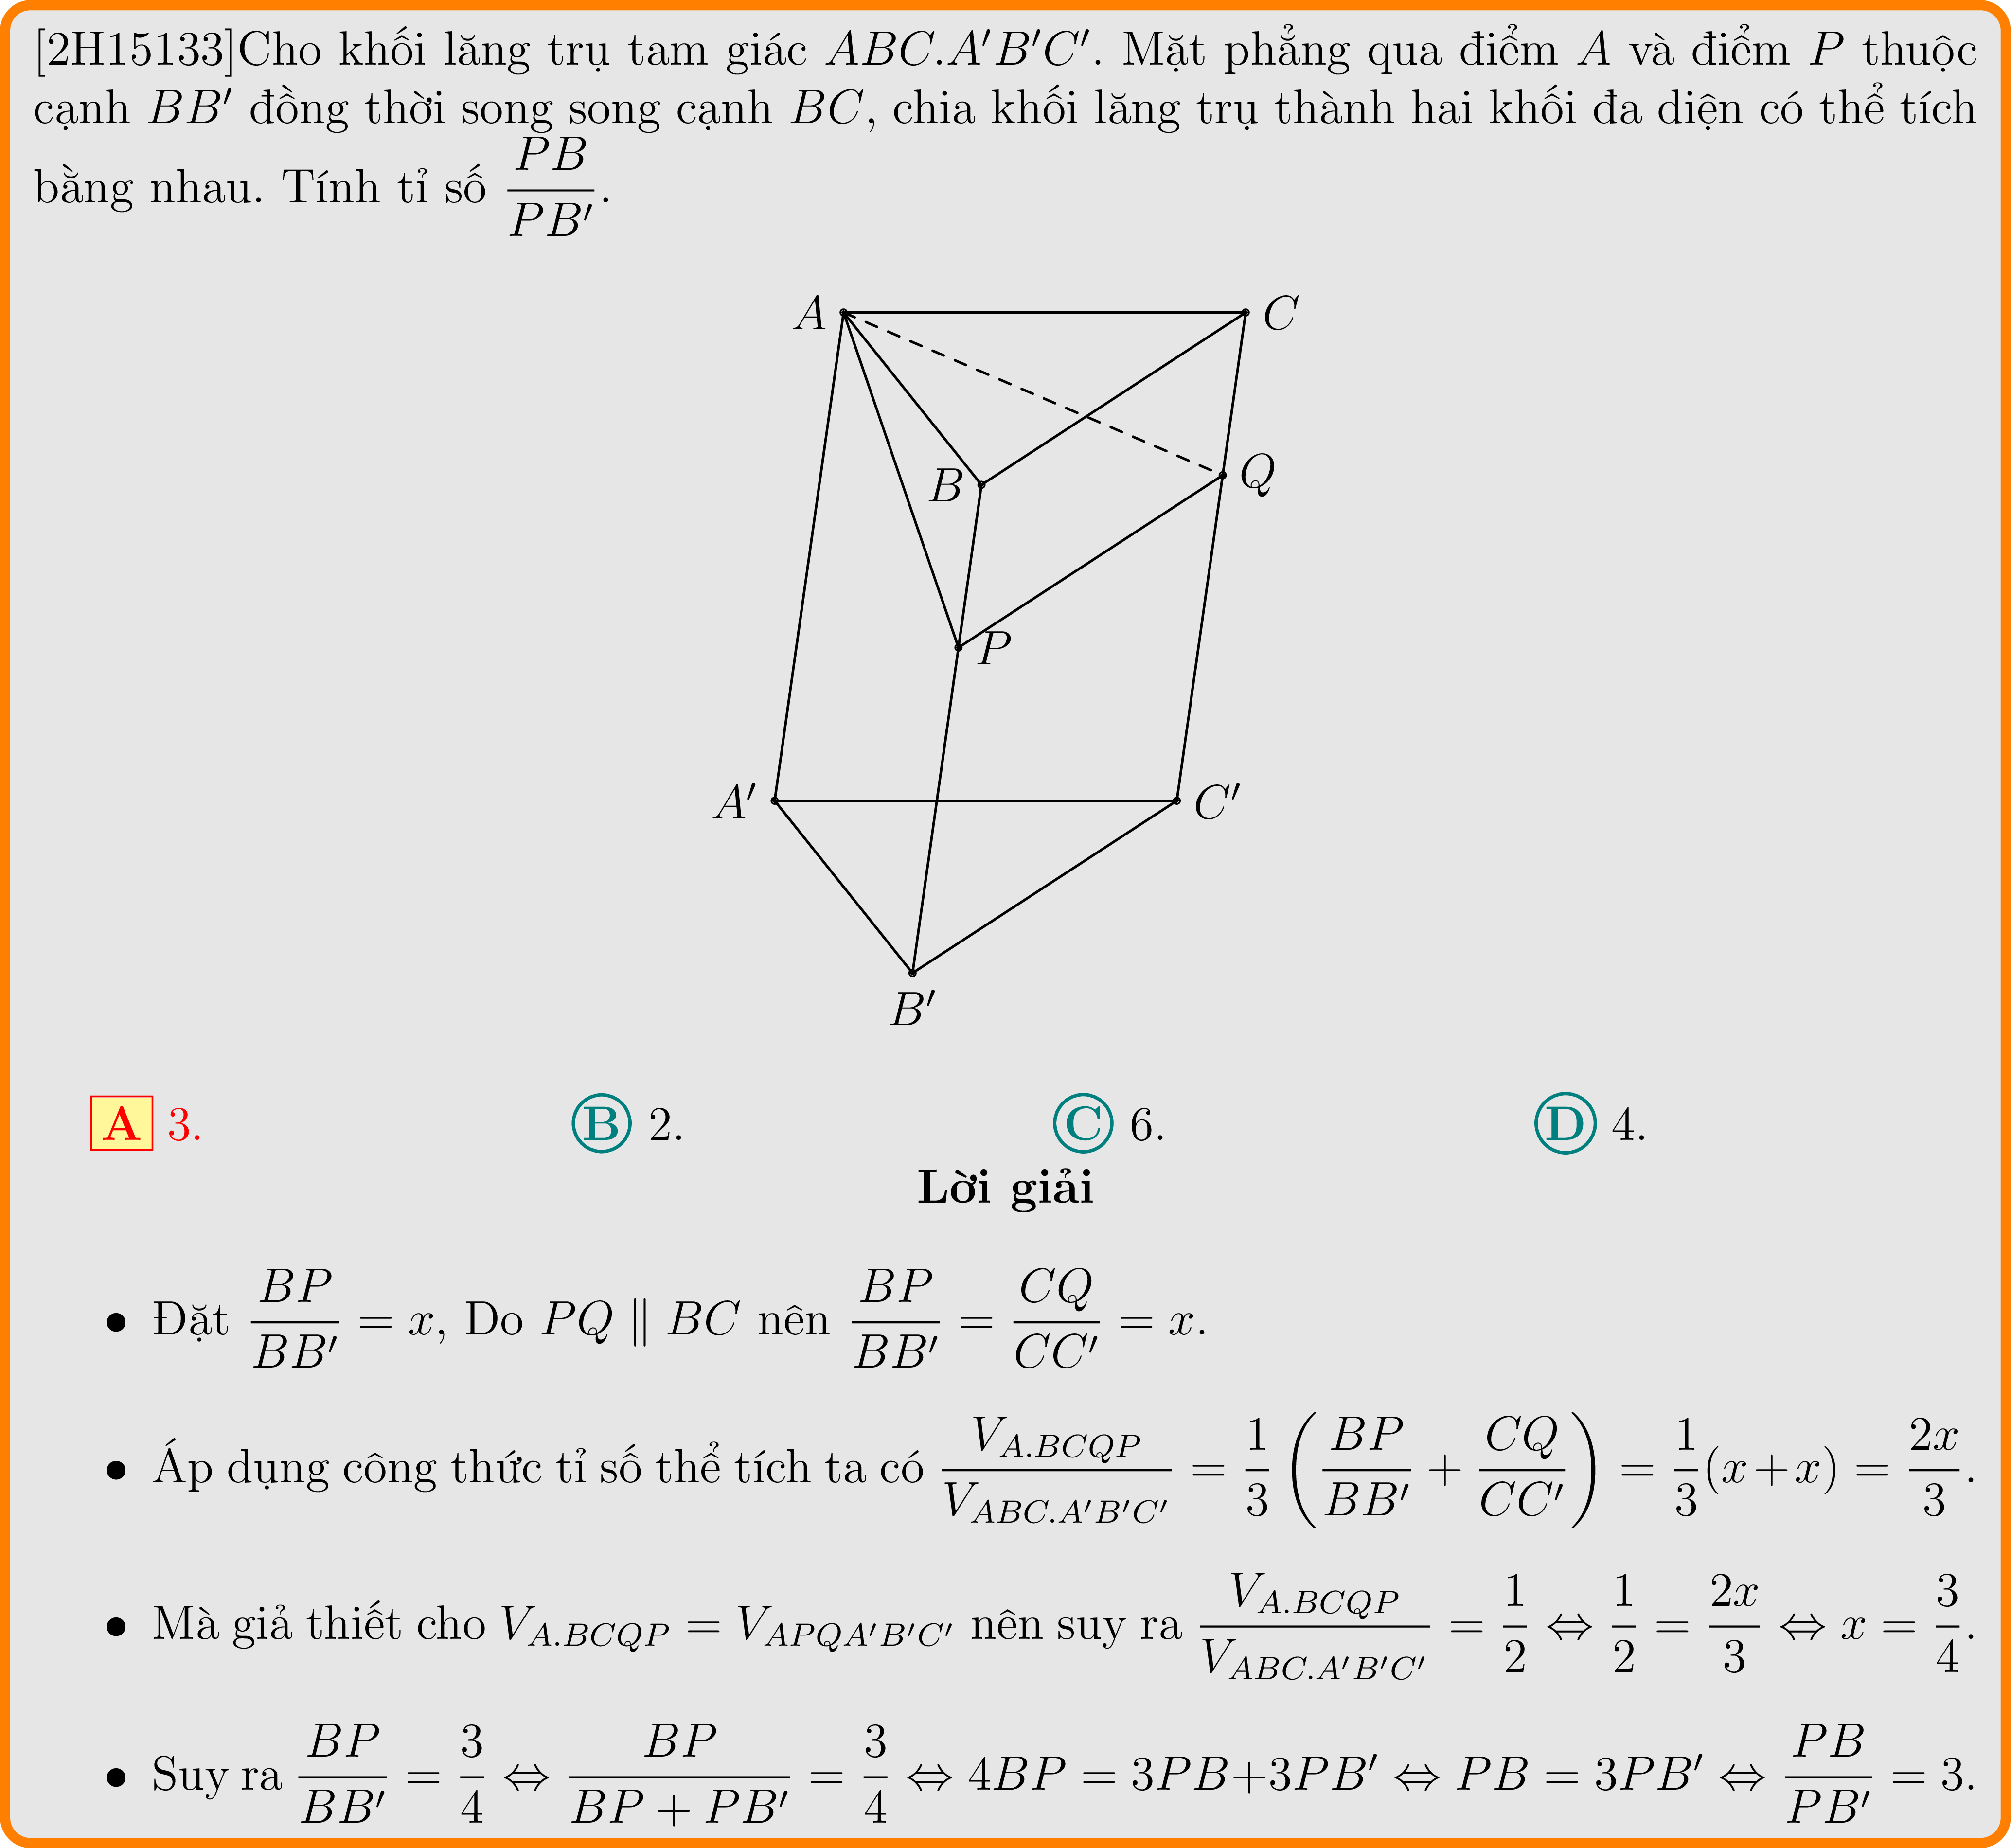 [2H15133]Cho khối lăng trụ tam giác ABC.A′B′C′. Mặt phẳng qua điểm A và điểm P thuộc
cạnh BB′ đồng thời song song cạnh BC, chia khối lăng trụ thành hai khối đa diện có thể tích
bằng nhau. Tính tỉ số \frac{PB}{PB′}.
A
C
B
Q
P
A′
C′
B′
A 3. B 2. C 6. D 4.
Lời giải
• Đặt \frac{BP}{BB′} = x, Do PQ ∥ BC nên \frac{BP}{BB′} = \frac{CQ}{CC′} = x.
• Áp dụng công thức tỉ số thể tích ta có \frac{V_{A.BCQP}}{V_{ABC.A′B′C′}} = \frac{1}{3} \left( \frac{BP}{BB′} + \frac{CQ}{CC′} \right) = \frac{1}{3}(x+x) = \frac{2x}{3}.
• Mà giả thiết cho V_{A.BCQP} = V_{APQA′B′C′} nên suy ra \frac{V_{A.BCQP}}{V_{ABC.A′B′C′}} = \frac{1}{2} ⇔ \frac{1}{2} = \frac{2x}{3} ⇔ x = \frac{3}{4}.
• Suy ra \frac{BP}{BB′} = \frac{3}{4} ⇔ \frac{BP}{BP + PB′} = \frac{3}{4} ⇔ 4BP = 3PB+3PB′ ⇔ PB = 3PB′ ⇔ \frac{PB}{PB′} = 3.